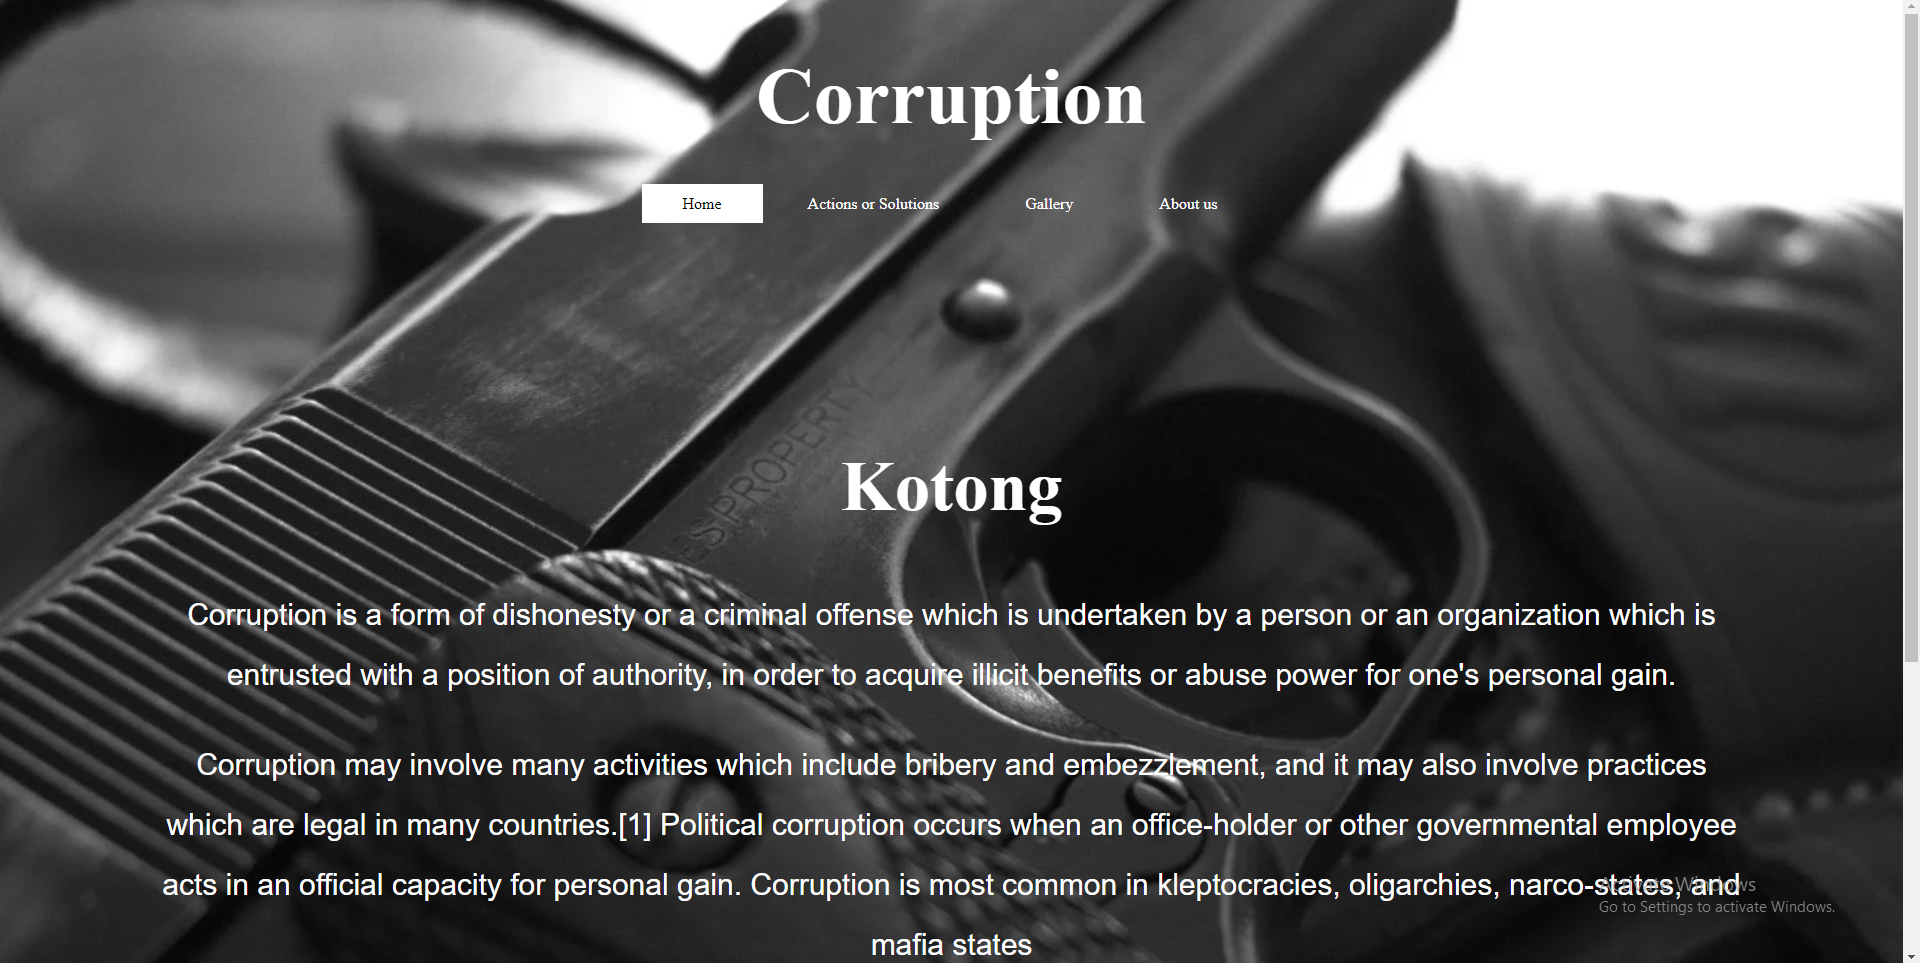 Corruption
Home Actions or Solutions Gallery About us
PROPERTY
Kotong
Corruption is a form of dishonesty or a criminal offense which is undertaken by a person or an organization which is
entrusted with a position of authority, in order to acquire illicit benefits or abuse power for one's personal gain.
Corruption may involve many activities which include bribery and embezzlement, and it may also involve practices
which are legal in many countries.[1] Political corruption occurs when an office-holder or other governmental employee
acts in an official capacity for personal gain. Corruption is most common in kleptocracies, oligarchies, narco-states, and
mafia states
Activate Windows
Go to Settings to activate Windows.